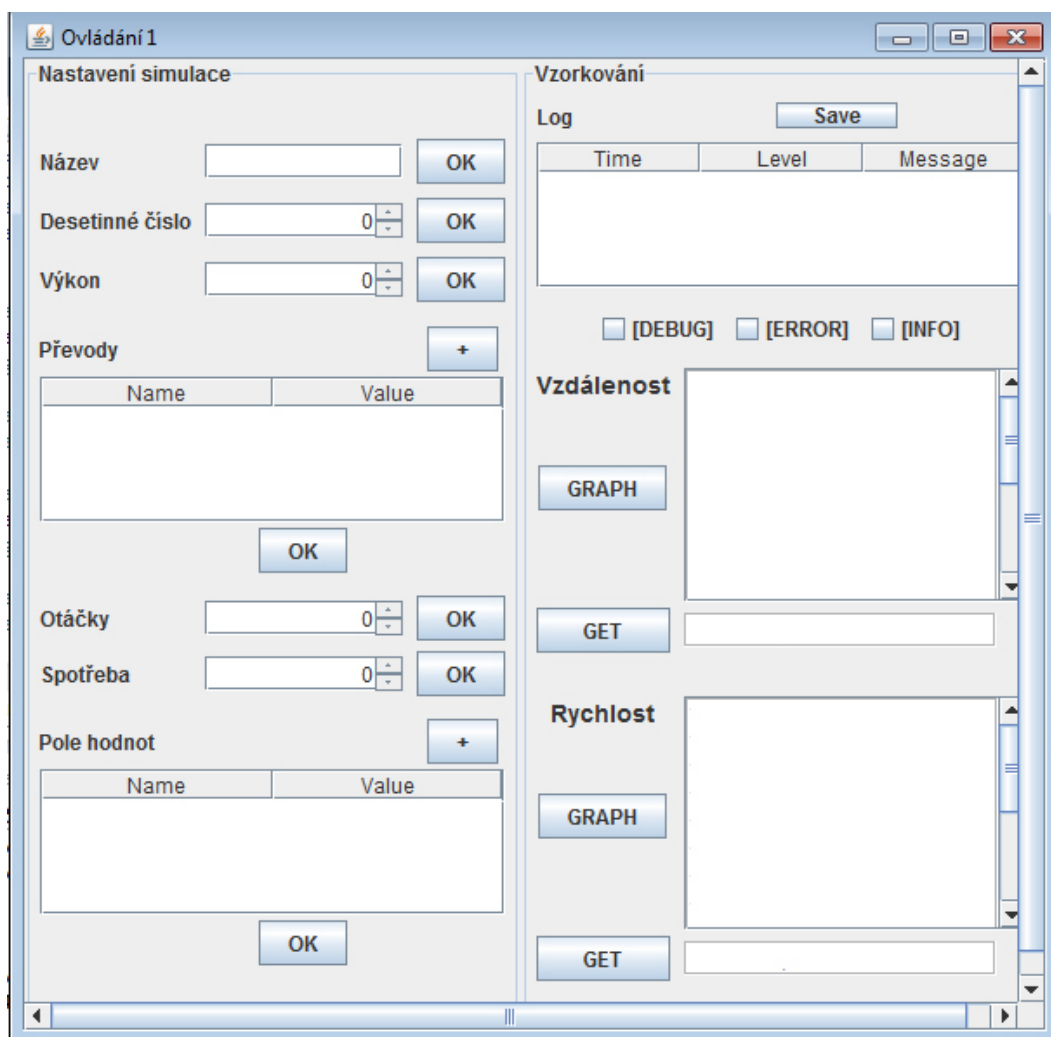 Ovládání 1
Nastavení simulace
Název OK
Desetinné číslo 0 OK
Výkon 0 OK
Převody +
Name Value
OK
Otáčky 0 OK
Spotřeba 0 OK
Pole hodnot +
Name Value
OK
Vzorkování
Log Save
Time Level Message
[DEBUG] [ERROR] [INFO]
Vzdálenost
GRAPH
GET
Rychlost
GRAPH
GET